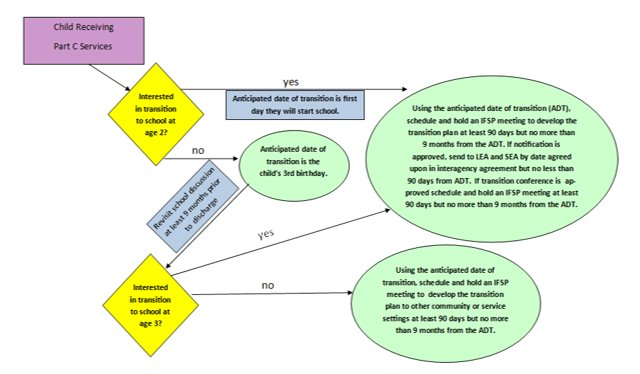 Child Receiving
Part C Services
Interested
in transition
to school at
age 2?
yes
Anticipated date of transition is first
day they will start school.
Using the anticipated date of transition (ADT),
schedule and hold an IFSP meeting to develop the
transition plan at least 90 days but no more than
9 months from the ADT. If notification is
approved, send to LEA and SEA by date agreed
upon in interagency agreement but no less than
90 days from ADT. If transition conference is ap-
proved schedule and hold an IFSP meeting at least
90 days but no more than 9 months from the ADT.
no
Anticipated date of
transition is the
child's 3rd birthday.
Revisit school discussion
at least 9 months prior
to discharge
yes
Interested
in transition
to school at
age 3?
no
Using the anticipated date of
transition, schedule and hold an IFSP
meeting to develop the transition
plan to other community or service
settings at least 90 days but no more
than 9 months from the ADT.